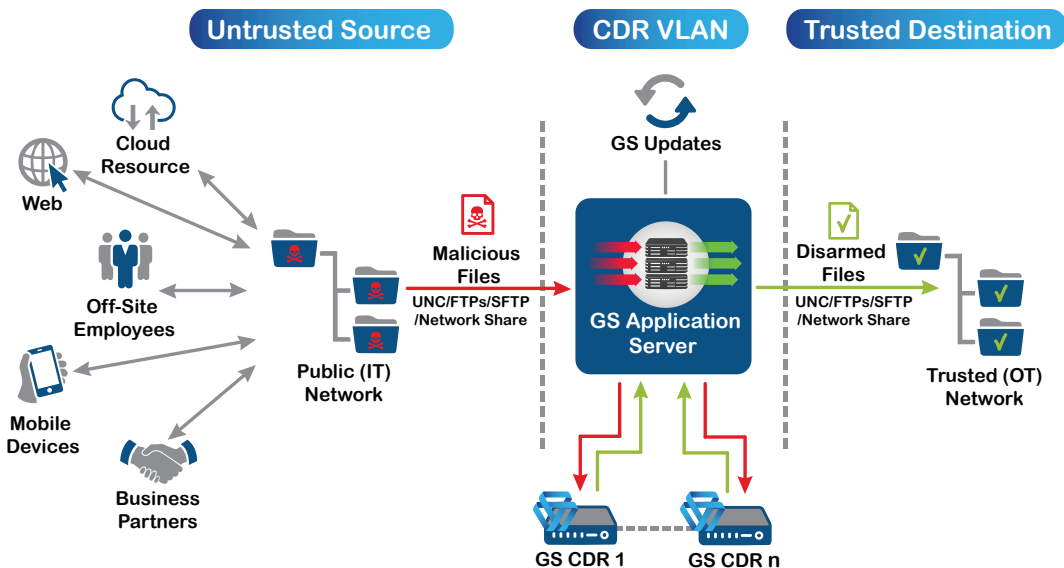 Untrusted Source
CDR VLAN
Trusted Destination
Cloud
Resource
Web
Off-Site
Employees
Mobile
Devices
Business
Partners
Public (IT)
Network
Malicious
Files
UNC/FTPs/SFTP
/Network Share
GS Updates
GS Application
Server
GS CDR 1
GS CDR n
Disarmed
Files
UNC/FTPs/SFTP
/Network Share
Trusted (OT)
Network